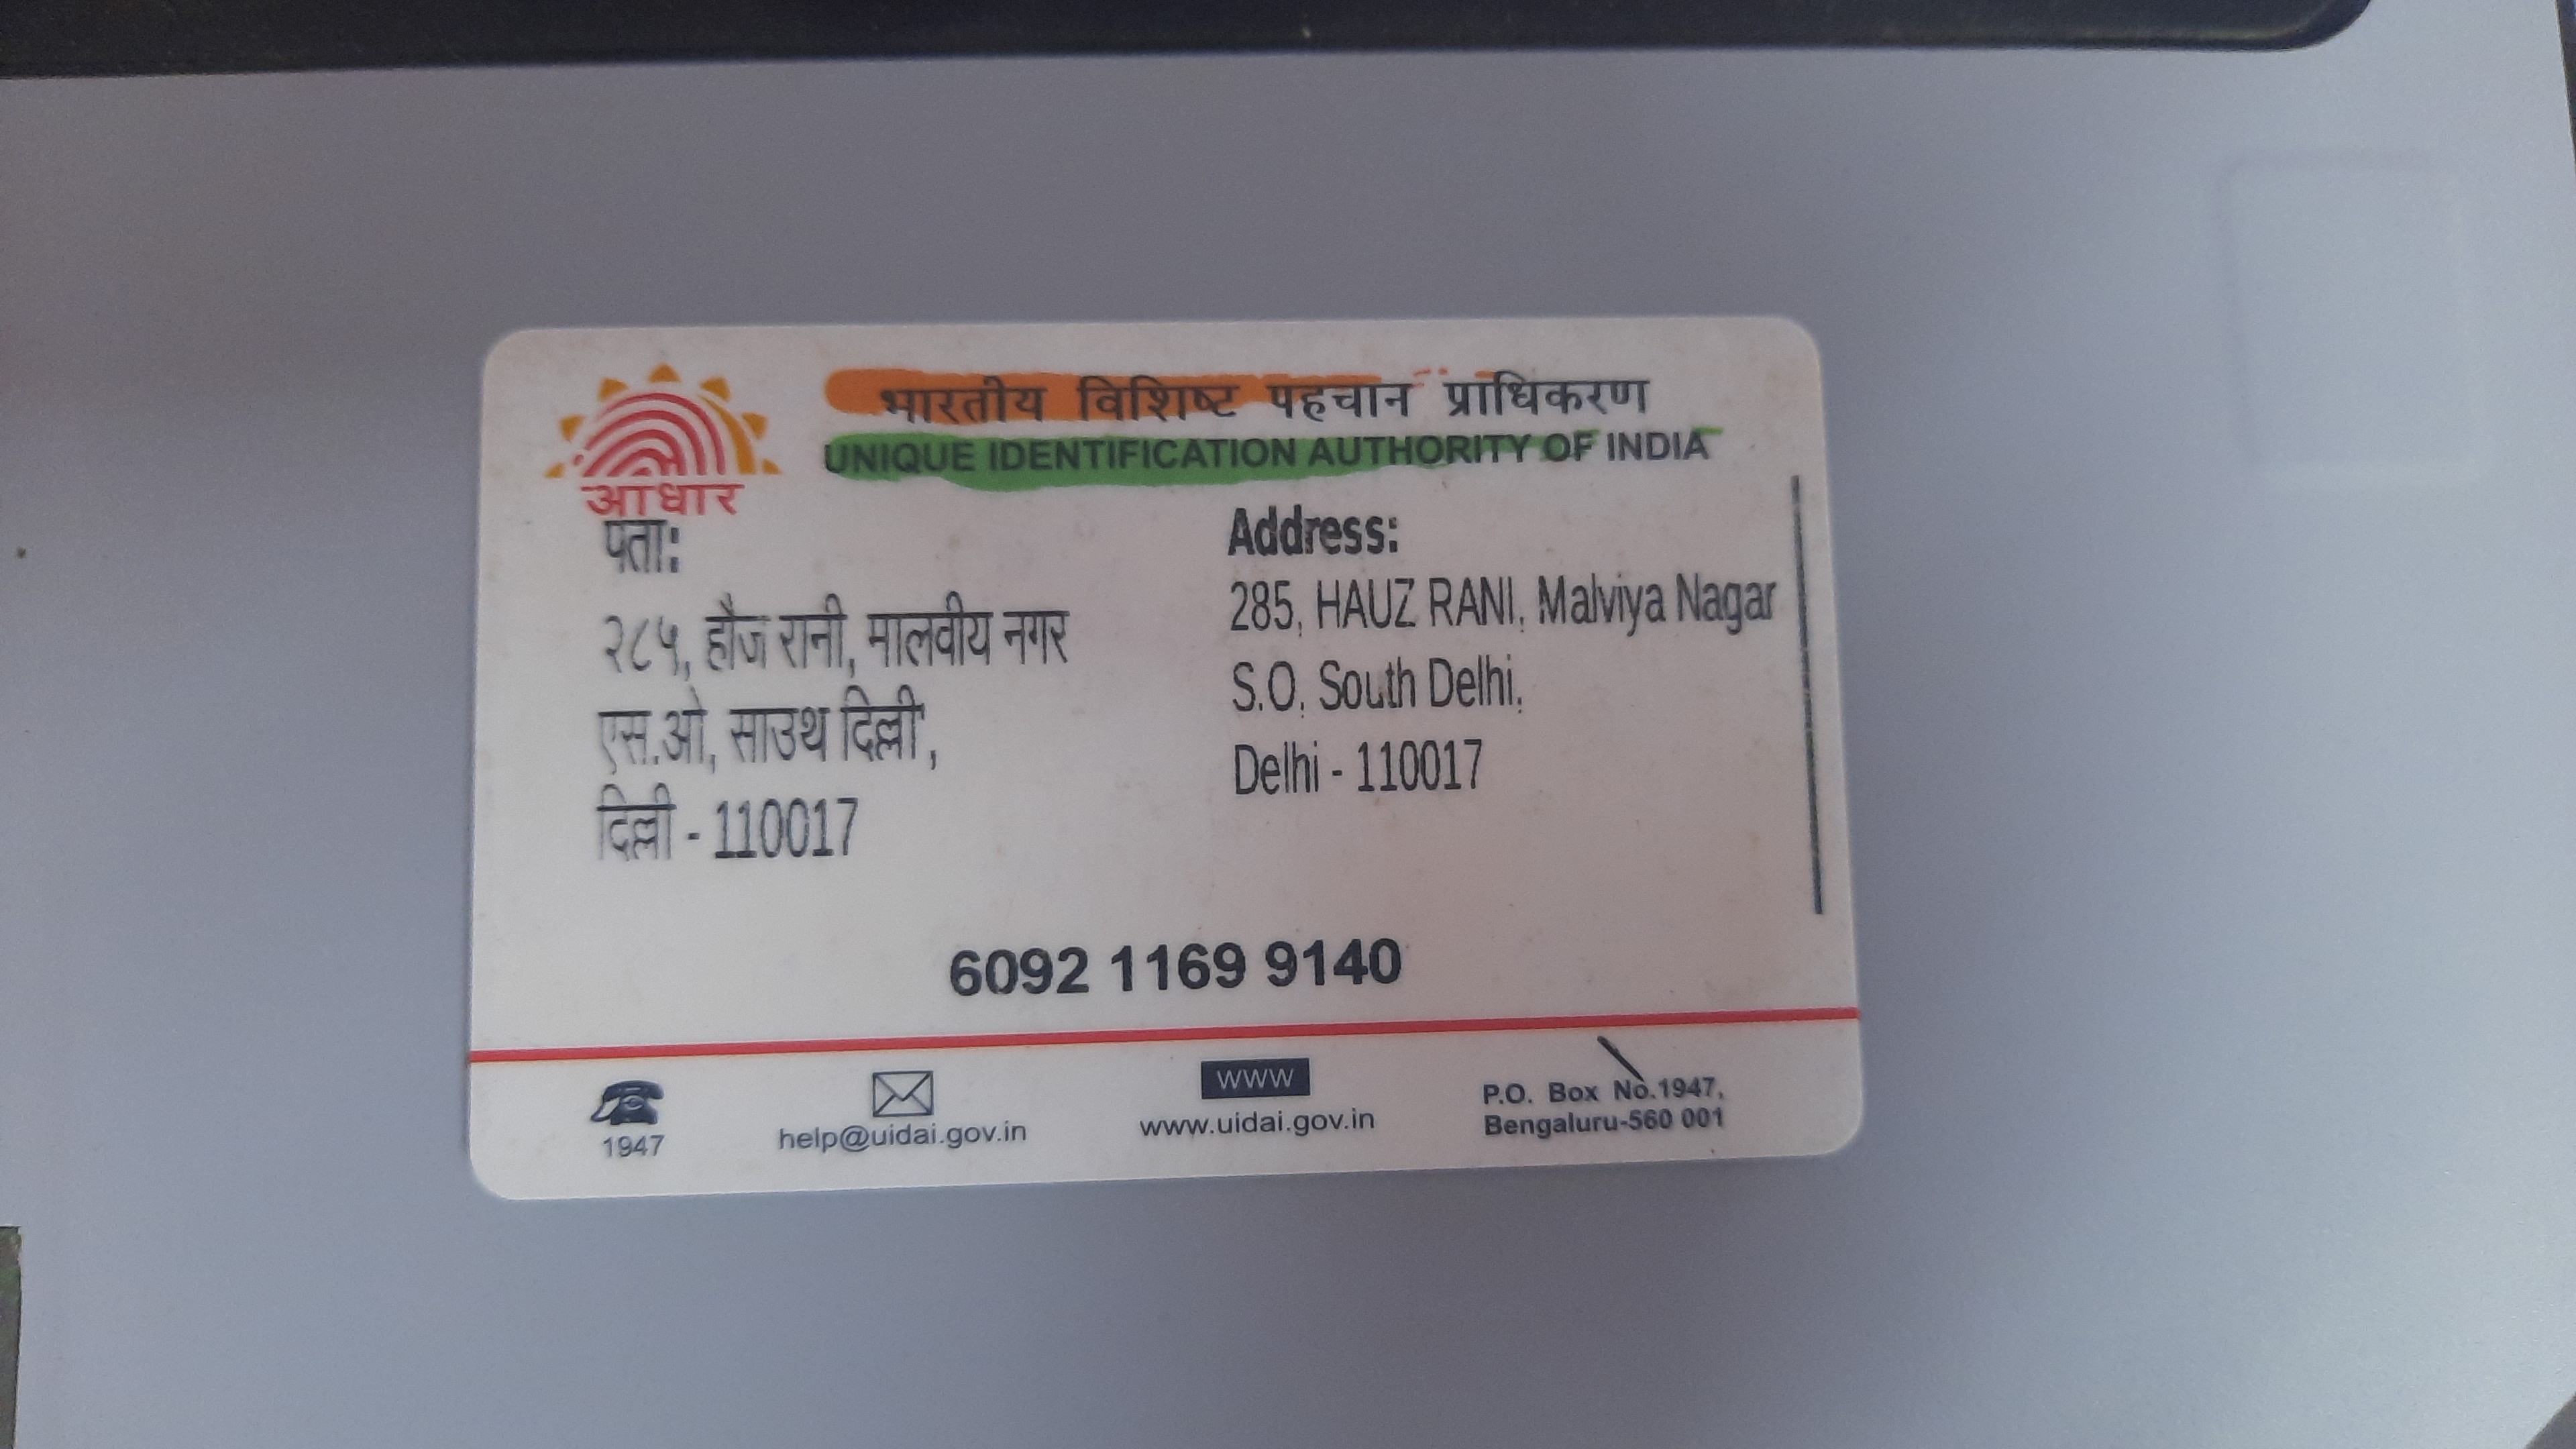 भारतीय विशिष्ट पहचान प्राधिकरण
UNIQUE IDENTIFICATION AUTHORITY OF INDIA
आधार
पता:
२८५, हौज रानी, मालवीय नगर
एस.ओ, साउथ दिल्ली,
दिल्ली - 110017
Address:
285, HAUZ RANI, Malviya Nagar
S.O, South Delhi,
Delhi - 110017
6092 1169 9140
1947
help@uidai.gov.in
www
www.uidai.gov.in
P.O. Box No.1947,
Bengaluru-560 001